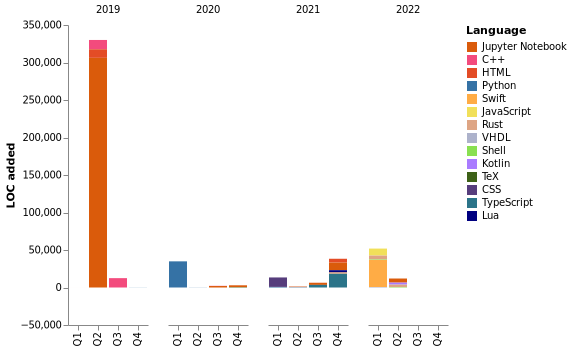 2019 2020 2021 2022
350,000
300,000
250,000
200,000
150,000
100,000
50,000
0
−50,000
LOC added
Q1 Q2 Q3 Q4 Q1 Q2 Q3 Q4 Q1 Q2 Q3 Q4 Q1 Q2 Q3 Q4
Language
Jupyter Notebook
C++
HTML
Python
Swift
JavaScript
Rust
VHDL
Shell
Kotlin
TeX
CSS
TypeScript
Lua